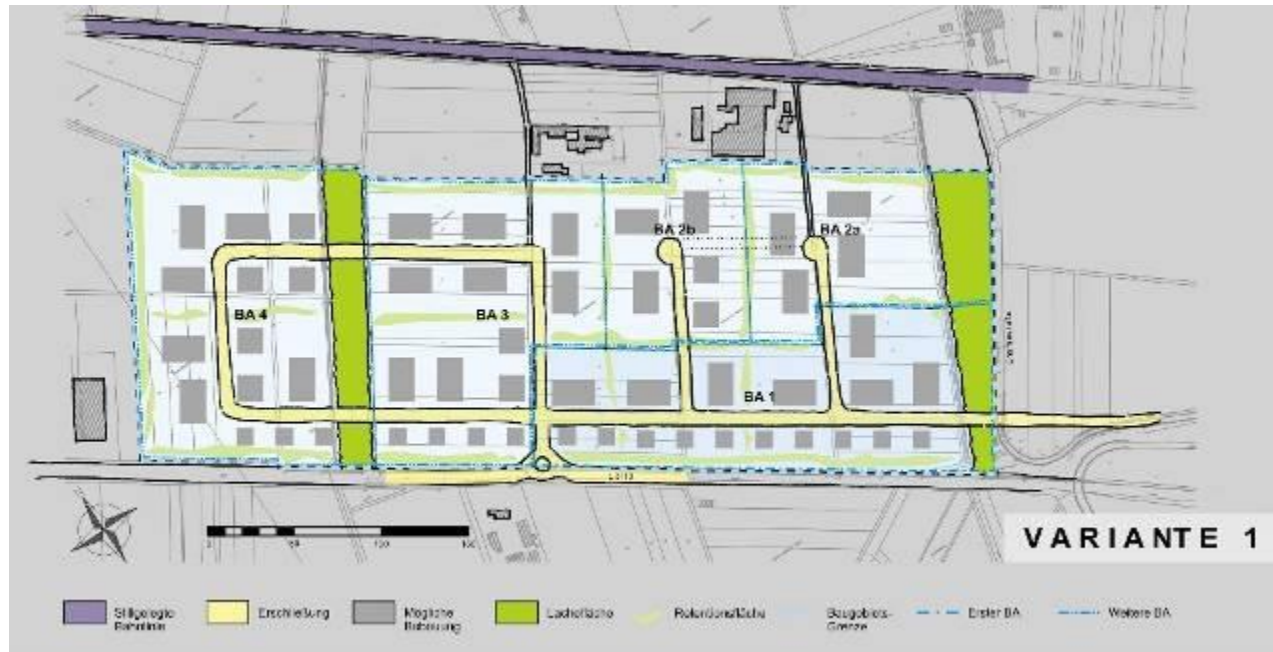 BA 2b
BA 2a
BA 4
BA 3
BA 1
VARIANTE 1
Stillgelegte
Bahnlinie
Erschließung
Mögliche
Bebauung
Lachefläche
Retentionsfläche
Baugebiets-
Grenze
Erster BA
Weitere BA